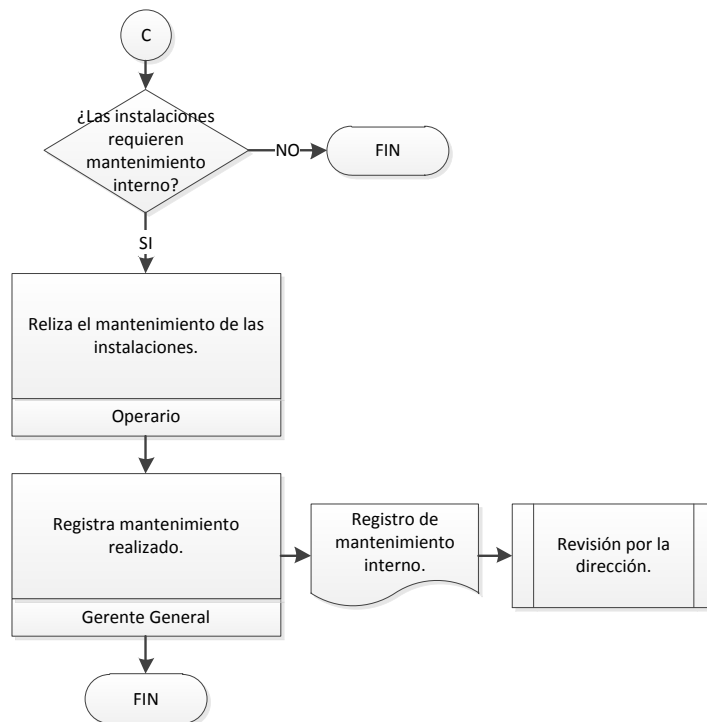 C
¿Las instalaciones
requieren
mantenimiento
interno?
NO
FIN
SI
Reliza el mantenimiento de las
instalaciones.
Operario
Registra mantenimiento
realizado.
Gerente General
Registro de
mantenimiento
interno.
Revisión por la
dirección.
FIN